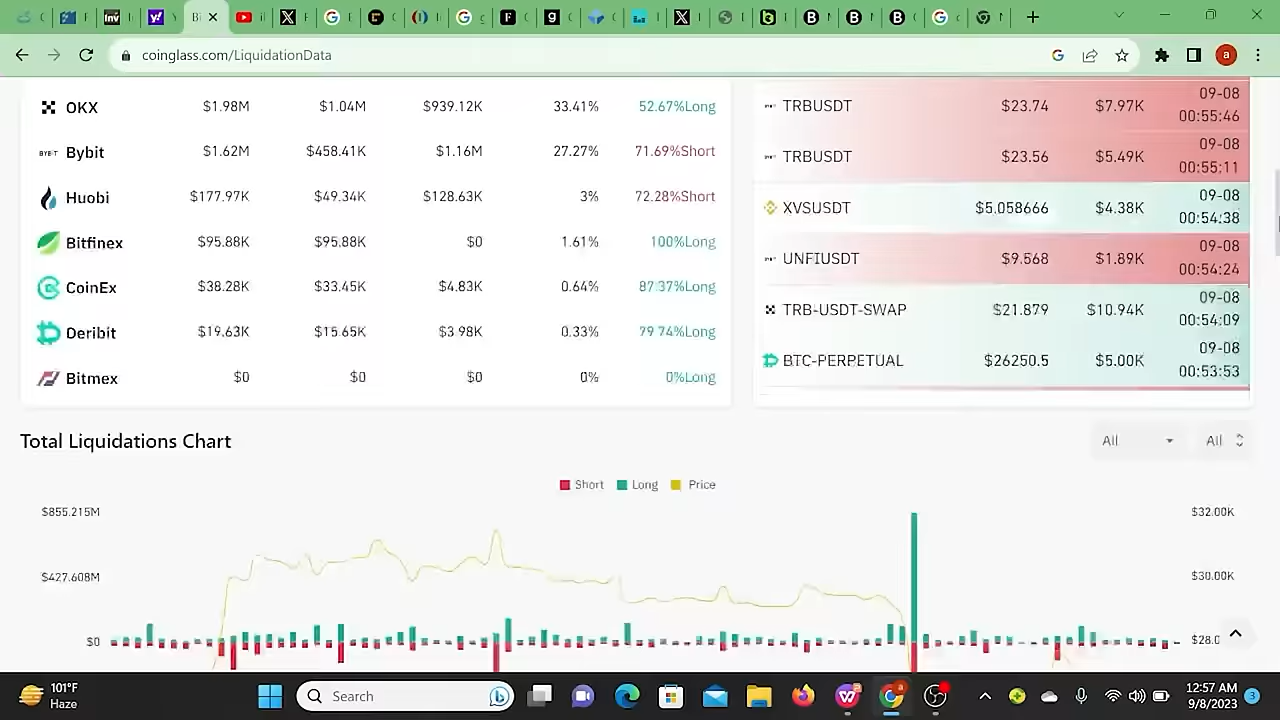 coinglass.com/LiquidationData
OKX $1.98M $1.04M $939.12K 33.41% 52.67%Long
Bybit $1.62M $458.41K $1.16M 27.27% 71.69%Short
Huobi $177.97K $49.34K $128.63K 3% 72.28%Short
Bitfinex $95.88K $95.88K $0 1.61% 100%Long
CoinEx $38.28K $33.45K $4.83K 0.64% 87.37%Long
Deribit $19.63K $15.65K $3.98K 0.33% 79.74%Long
Bitmex $0 $0 $0 0% 0%Long
TRBUSDT $23.74 $7.97K 09-08 00:55:46
TRBUSDT $23.56 $5.49K 09-08 00:55:11
XVSUSDT $5.058666 $4.38K 09-08 00:54:38
UNFIUSDT $9.568 $1.89K 09-08 00:54:24
TRB-USDT-SWAP $21.879 $10.94K 09-08 00:54:09
BTC-PERPETUAL $26250.5 $5.00K 09-08 00:53:53
Total Liquidations Chart
All All
Short Long Price
$855.215M $32.00K
$427.608M $30.00K
$0 $28.0
101°F
Haze
Search
12:57 AM
9/8/2023
3